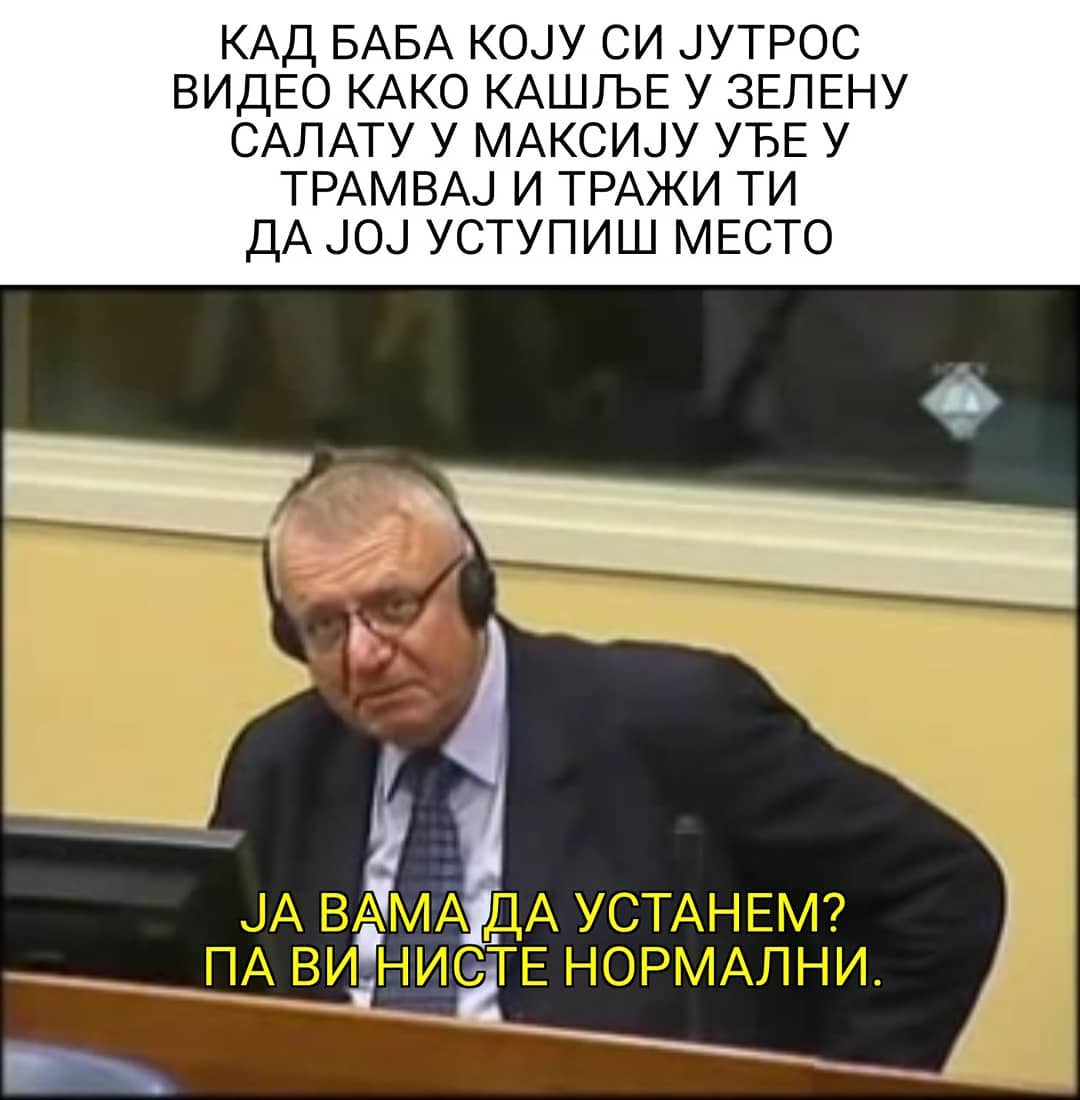 КАД БАБА КОЈУ СИ ЈУТРОС
ВИДЕО КАКО КАШЉЕ У ЗЕЛЕНУ
САЛАТУ У МАКСИЈУ УЂЕ У
ТРАМВАЈ И ТРАЖИ ТИ
ДА ЈОЈ УСТУПИШ МЕСТО
ЈА ВАМА ДА УСТАНЕМ?
ПА ВИ НИСТЕ НОРМАЛНИ.